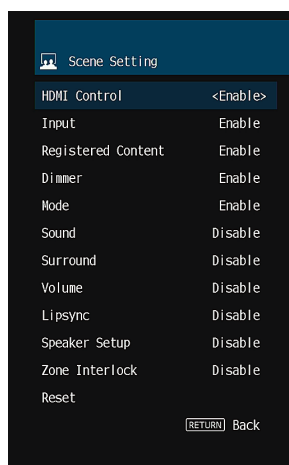 Scene Setting
HDMI Control <Enable>
Input Enable
Registered Content Enable
Dimmer Enable
Mode Enable
Sound Disable
Surround Disable
Volume Disable
Lipsync Disable
Speaker Setup Disable
Zone Interlock Disable
Reset
RETURN Back